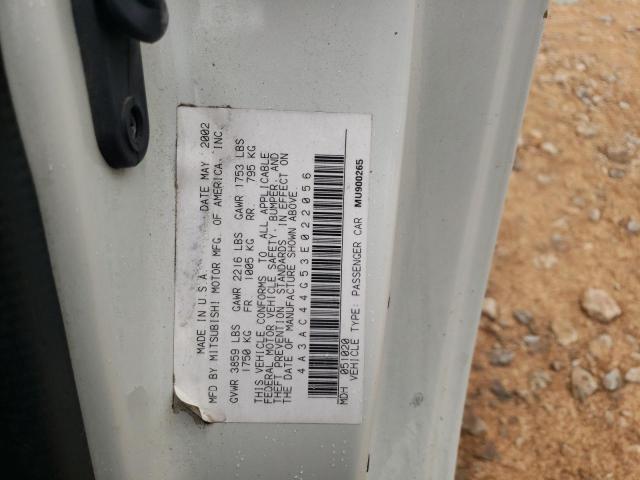 MADE IN U.S.A. DATE MAY 2002
MFD BY MITSUBISHI MOTOR MFG. OF AMERICA, INC.
GVWR 3859 LBS GAWR 2216 LBS GAWR 1753 LBS
1750 KG FR 1005 KG RR. 795 KG
THIS VEHICLE CONFORMS TO ALL APPLICABLE
FEDERAL MOTOR VEHICLE SAFETY, BUMPER, AND
THEFT PREVENTION STANDARDS IN EFFECT ON
THE DATE OF MANUFACTURE SHOWN ABOVE.
4A3AC44G53E022056
MDH 051020
VEHICLE TYPE: PASSENGER CAR MU900265